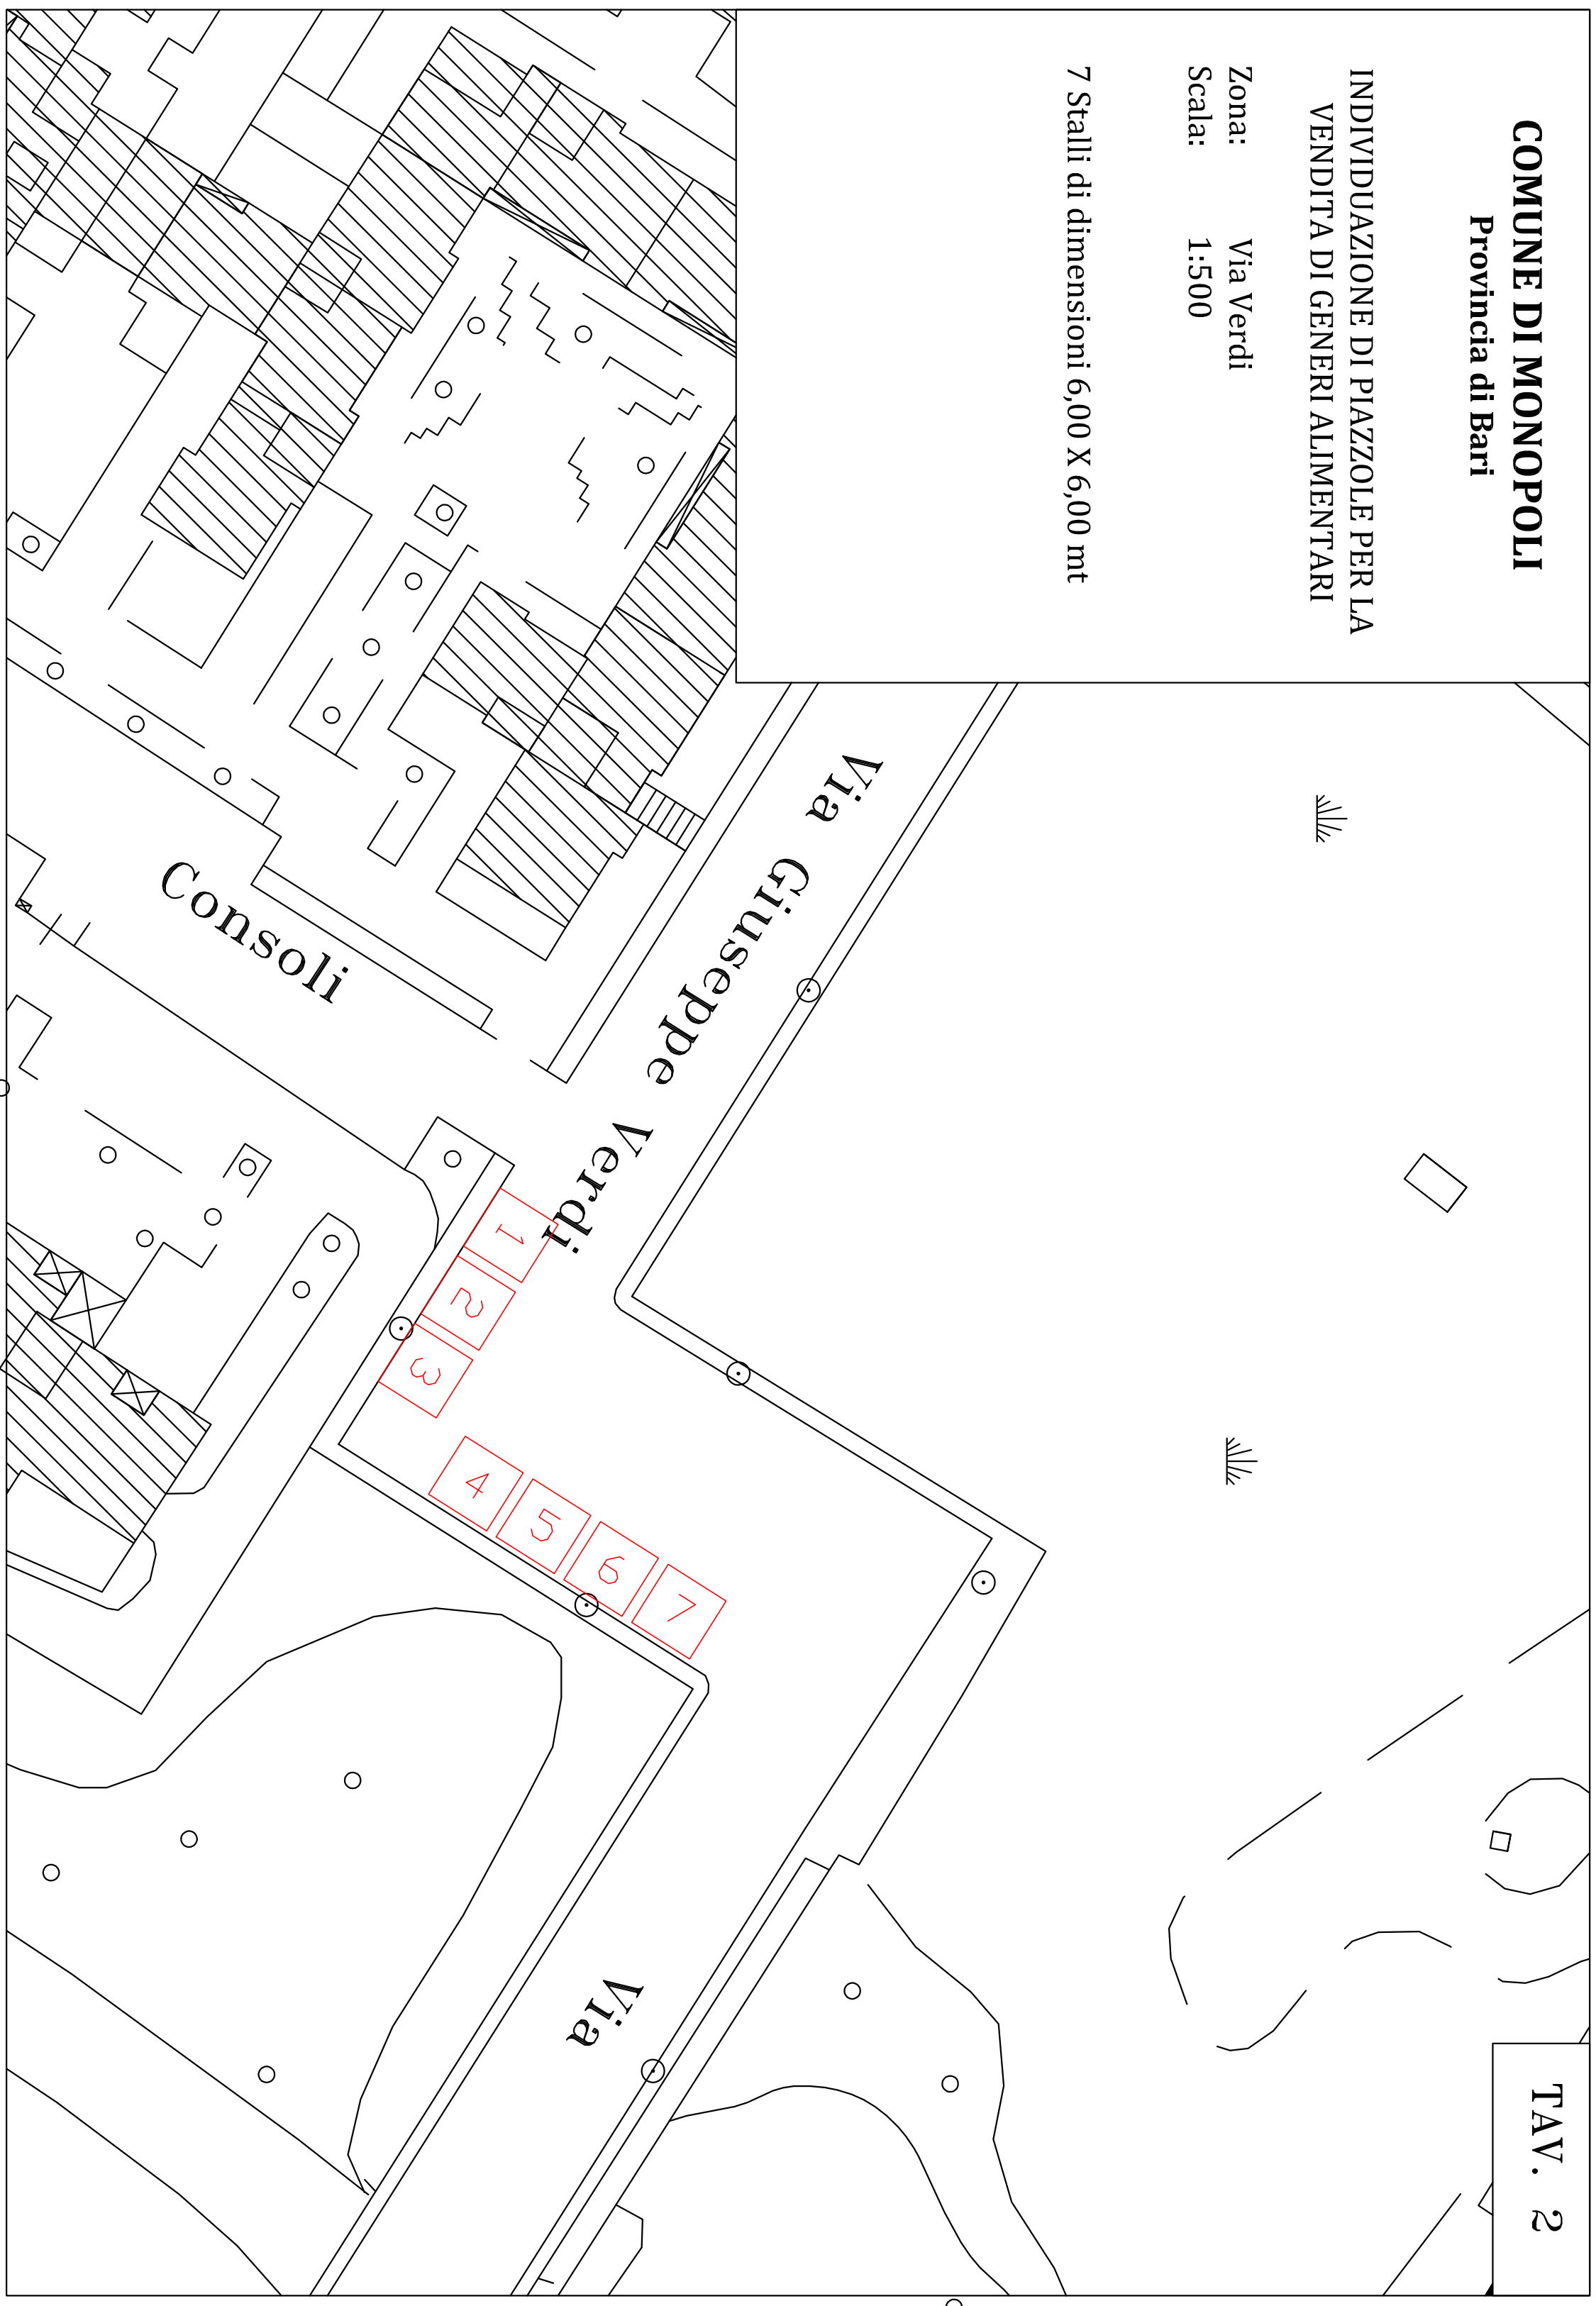 COMUNE DI MONOPOLI
Provincia di Bari
INDIVIDUAZIONE DI PIAZZOLE PER LA
VENDITA DI GENERI ALIMENTARI
Zona: Via Verdi
Scala: 1:500
7 Stalli di dimensioni 6,00 X 6,00 mt
Via Giuseppe Verdi
Consoli
1
2
3
4
5
6
7
Via
TAV. 2